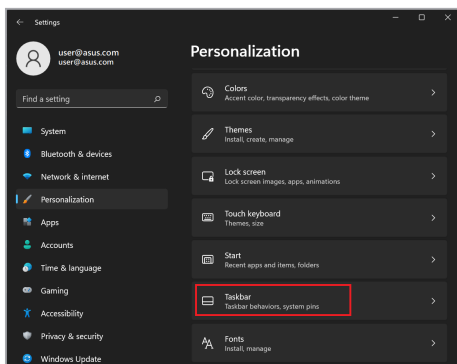 Settings
user@asus.com
user@asus.com
Find a setting
System
Bluetooth & devices
Network & internet
Personalization
Apps
Accounts
Time & language
Gaming
Accessibility
Privacy & security
Windows Update
Personalization
Colors
Accent color, transparency effects, color theme
Themes
Install, create, manage
Lock screen
Lock screen images, apps, animations
Touch keyboard
Themes, size
Start
Recent apps and items, folders
Taskbar
Taskbar behaviors, system pins
Fonts
Install, manage